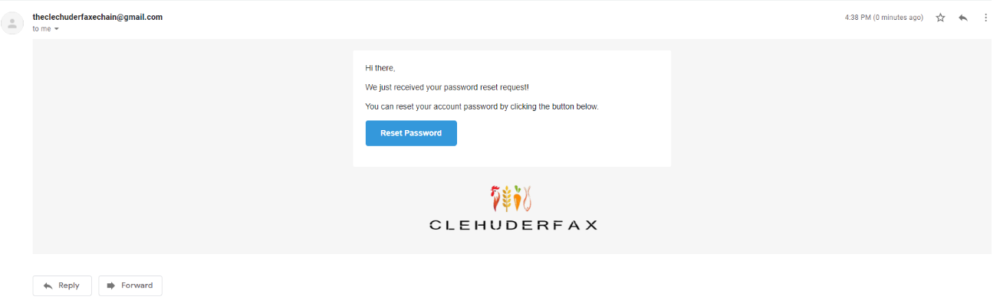 theclechuderfaxechain@gmail.com
4:38 PM (0 minutes ago)
to me
Hi there,
We just received your password reset request!
You can reset your account password by clicking the button below.
Reset Password
CLEHUDERFAX
Reply
Forward